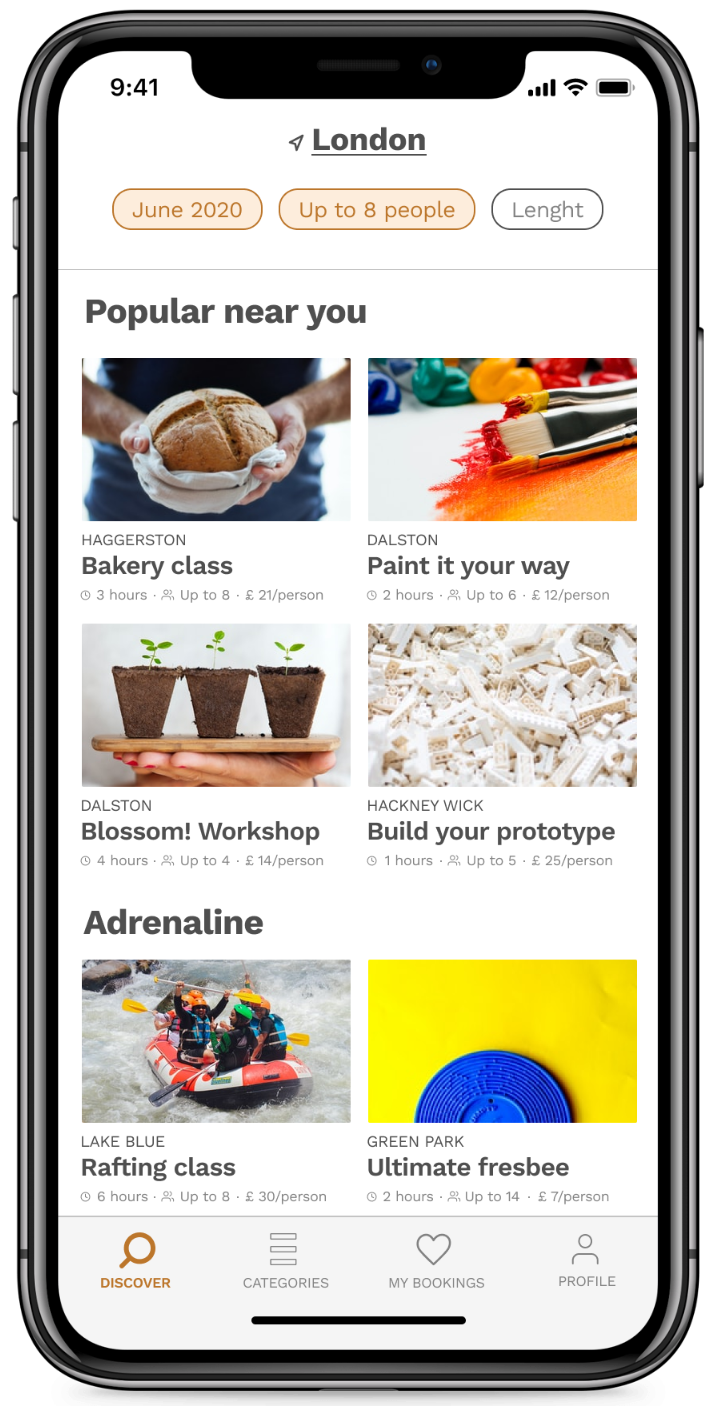 9:41
London
June 2020 Up to 8 people Lenght
Popular near you
HAGGERSTON
Bakery class
3 hours · Up to 8 · £ 21/person
DALSTON
Paint it your way
2 hours · Up to 6 · £ 12/person
DALSTON
Blossom! Workshop
4 hours · Up to 4 · £ 14/person
HACKNEY WICK
Build your prototype
1 hours · Up to 5 · £ 25/person
Adrenaline
LAKE BLUE
Rafting class
6 hours · Up to 8 · £ 30/person
GREEN PARK
Ultimate fresbee
2 hours · Up to 14 · £ 7/person
DISCOVER CATEGORIES MY BOOKINGS PROFILE